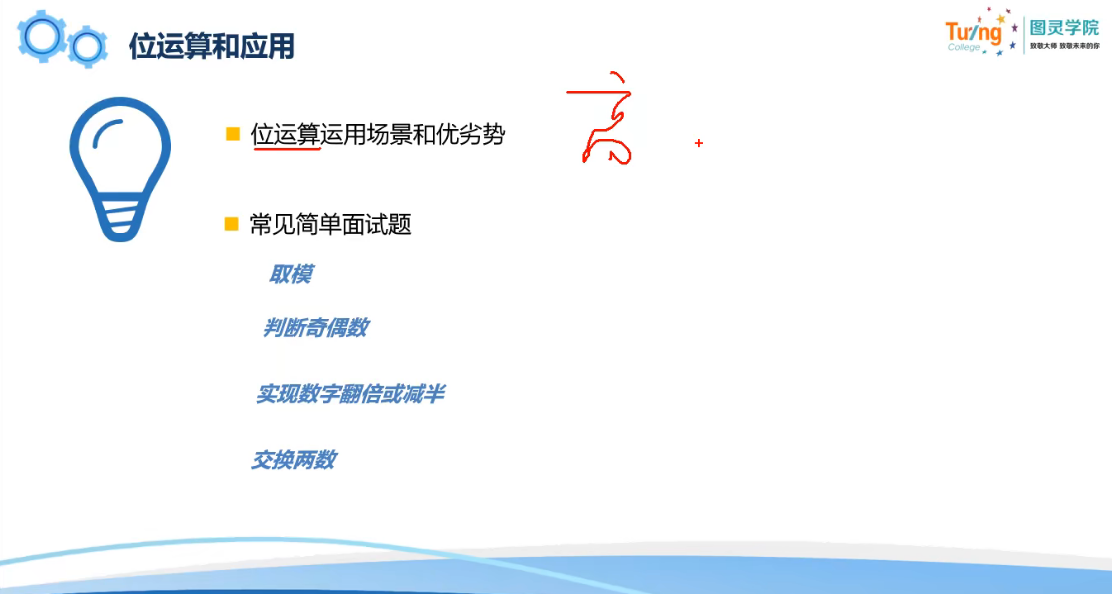 位运算和应用
Turing
College
图灵学院
致敬大师 致敬未来的你
位运算运用场景和优劣势
高
常见简单面试题
取模
判断奇偶数
实现数字翻倍或减半
交换两数